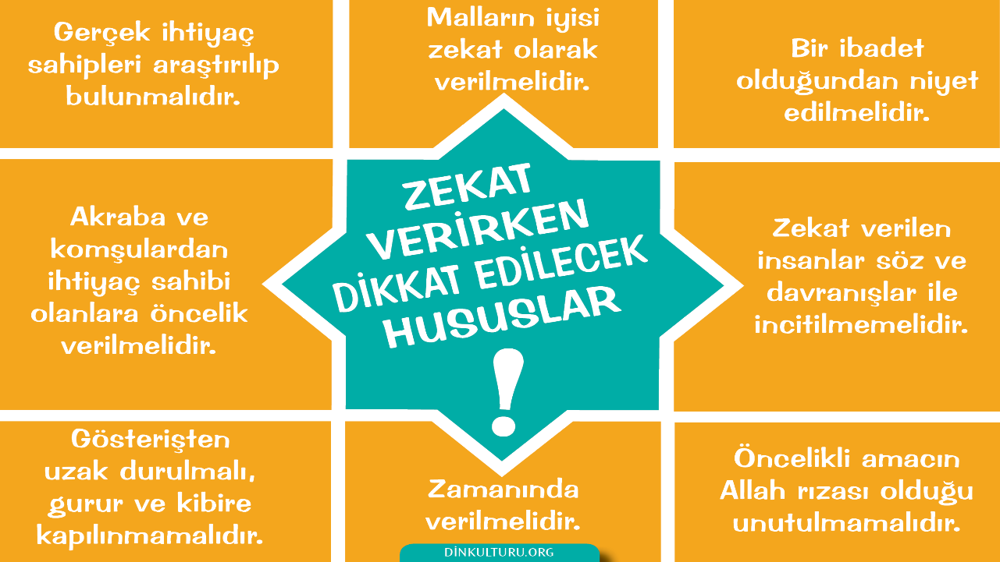 Gerçek ihtiyaç
sahipleri araştırılıp
bulunmalıdır.
Malların iyisi
zekat olarak
verilmelidir.
Bir ibadet
olduğundan niyet
edilmelidir.
Akraba ve
komşulardan
ihtiyaç sahibi
olanlara öncelik
verilmelidir.
ZEKAT
VERİRKEN
DİKKAT EDİLECEK
HUSUSLAR
!
Zekat verilen
insanlar söz ve
davranışlar ile
incitilmemelidir.
Gösterişten
uzak durulmalı,
gurur ve kibire
kapılınmamalıdır.
Zamanında
verilmelidir.
Öncelikli amacın
Allah rızası olduğu
unutulmamalıdır.
DİNKULTURU.ORG